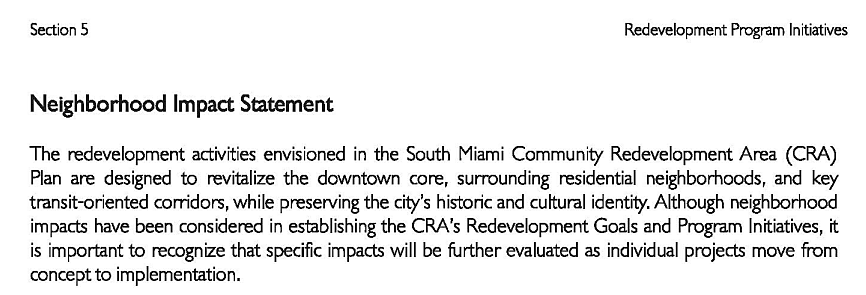 Section 5
Redevelopment Program Initiatives
Neighborhood Impact Statement
The redevelopment activities envisioned in the South Miami Community Redevelopment Area (CRA)
Plan are designed to revitalize the downtown core, surrounding residential neighborhoods, and key
transit-oriented corridors, while preserving the city's historic and cultural identity. Although neighborhood
impacts have been considered in establishing the CRA's Redevelopment Goals and Program Initiatives, it
is important to recognize that specific impacts will be further evaluated as individual projects move from
concept to implementation.